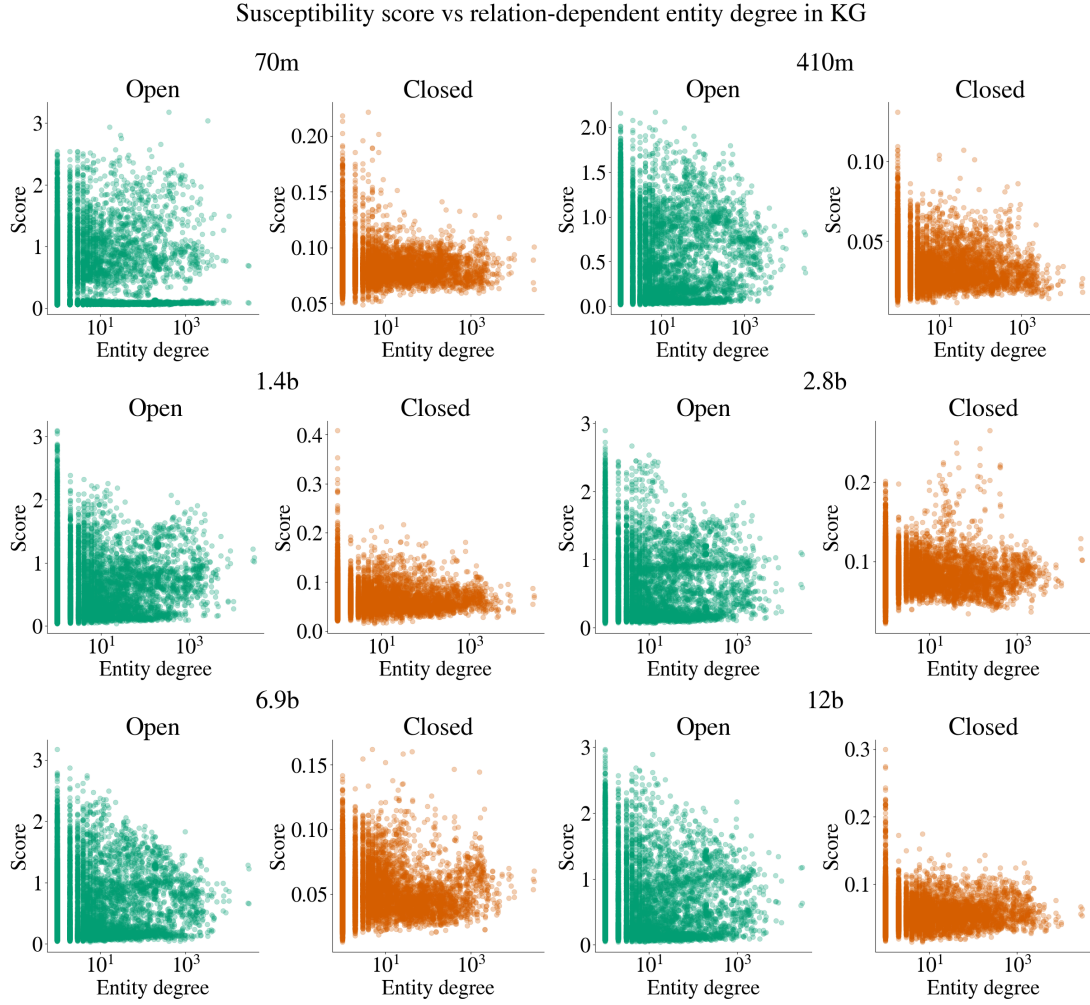 Susceptibility score vs relation-dependent entity degree in KG
70m
410m
Open
Closed
Open
Closed
Score
3
2
1
0
10^1
10^3
Entity degree
Score
0.20
0.15
0.10
0.05
10^1
10^3
Entity degree
Score
2.0
1.5
1.0
0.5
0.0
10^1
10^3
Entity degree
Score
0.10
0.05
10^1
10^3
Entity degree
1.4b
2.8b
Open
Closed
Open
Closed
Score
3
2
1
0
10^1
10^3
Entity degree
Score
0.4
0.3
0.2
0.1
0.0
10^1
10^3
Entity degree
Score
3
2
1
0
10^1
10^3
Entity degree
Score
0.2
0.1
10^1
10^3
Entity degree
6.9b
12b
Open
Closed
Open
Closed
Score
3
2
1
0
10^1
10^3
Entity degree
Score
0.15
0.10
0.05
10^1
10^3
Entity degree
Score
3
2
1
0
10^1
10^3
Entity degree
Score
0.3
0.2
0.1
10^1
10^3
Entity degree